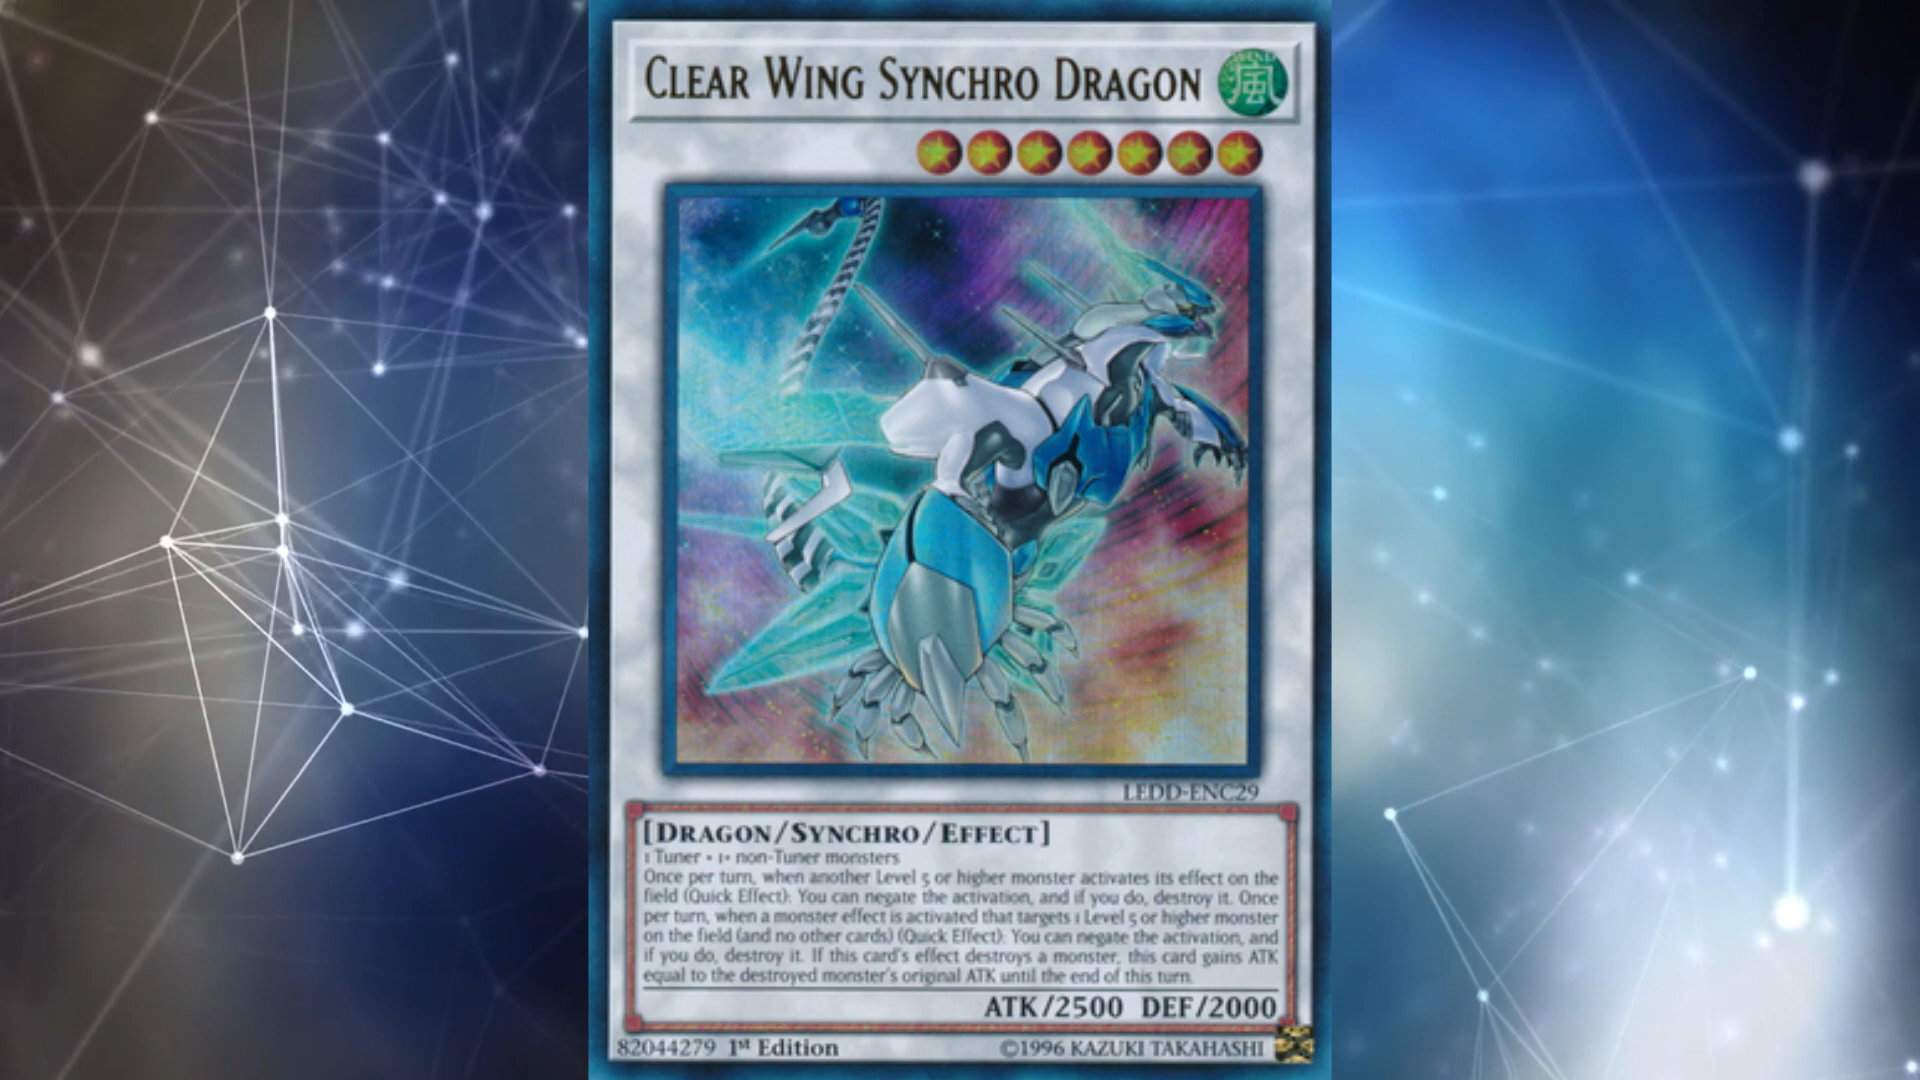 CLEAR WING SYNCHRO DRAGON
WIND
風
LEDD-ENC29
[DRAGON/SYNCHRO/EFFECT]
1 Tuner + 1+ non-Tuner monsters
Once per turn, when another Level 5 or higher monster activates its effect on the
field (Quick Effect): You can negate the activation, and if you do, destroy it. Once
per turn, when a monster effect is activated that targets 1 Level 5 or higher monster
on the field (and no other cards) (Quick Effect): You can negate the activation, and
if you do, destroy it. If this card's effect destroys a monster, this card gains ATK
equal to the destroyed monster's original ATK until the end of this turn.
ATK/2500 DEF/2000
82044279 1st Edition ©1996 KAZUKI TAKAHASHI